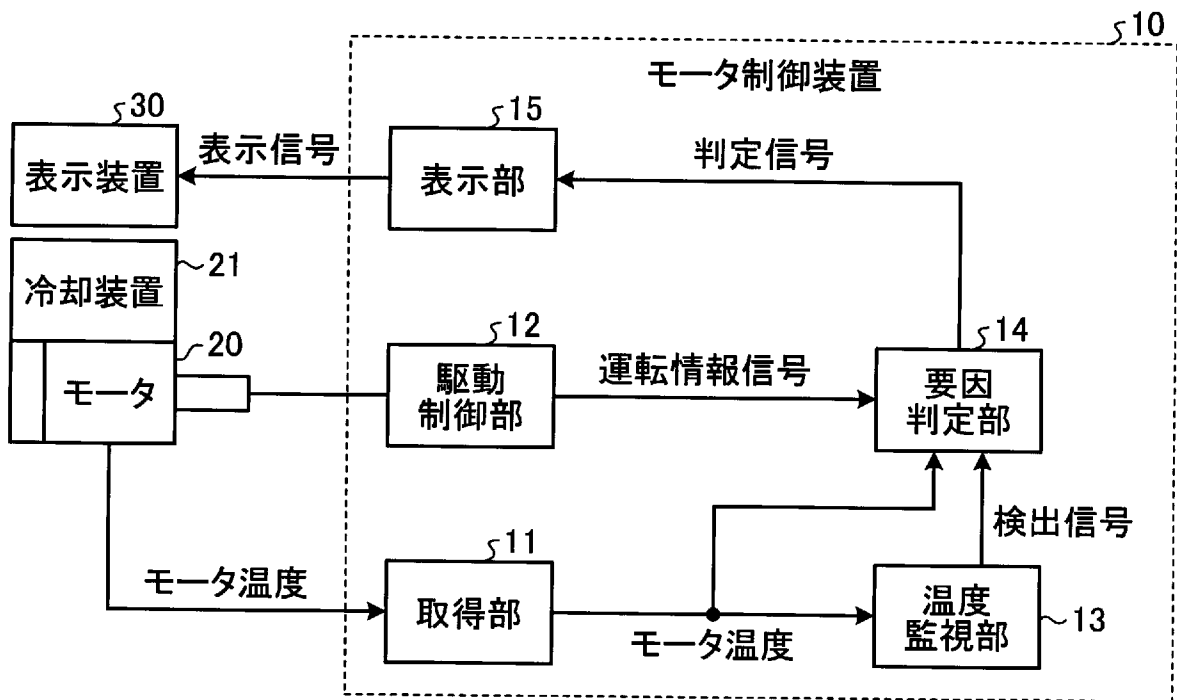 10
モータ制御装置
30
表示装置
表示信号
15
表示部
判定信号
冷却装置
21
20
モータ
12
駆動
制御部
運転情報信号
14
要因
判定部
検出信号
モータ温度
11
取得部
モータ温度
温度
監視部
13